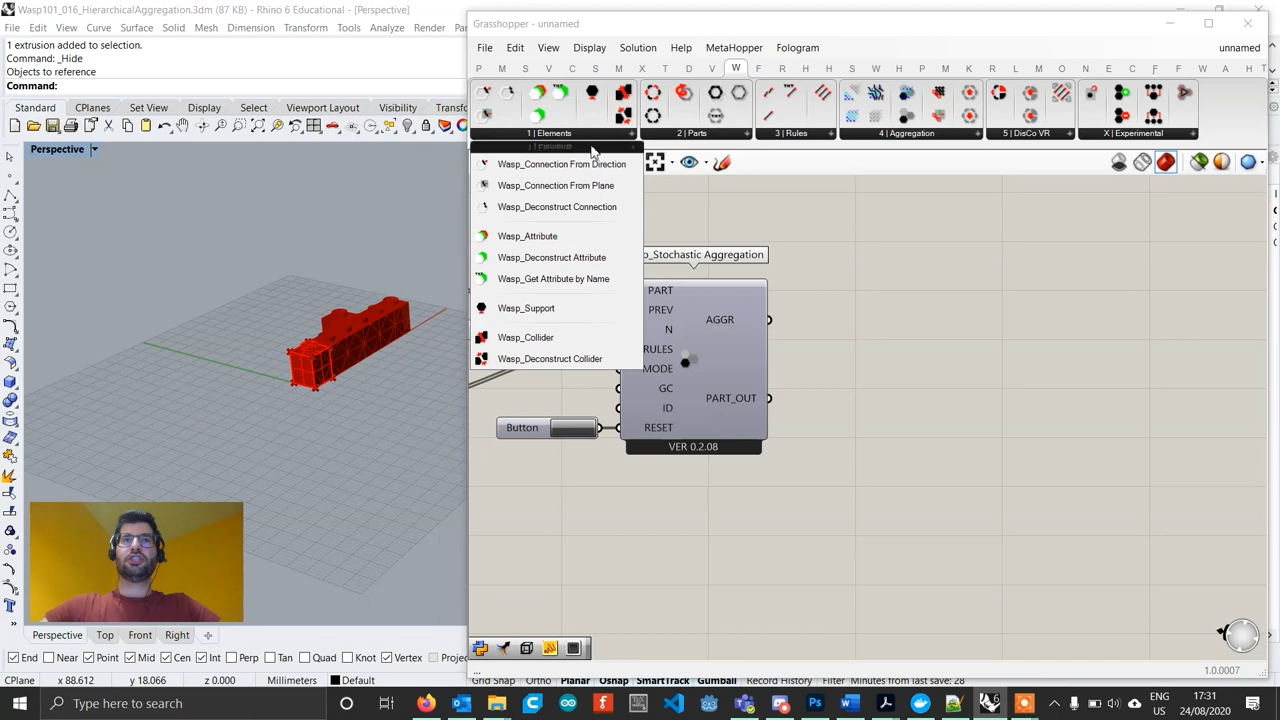 Wasp101_016_HierarchicalAggregation.3dm (71 KB) - Rhino 6 Educational - [Perspective]
File Edit View Curve Surface Solid Mesh Dimension Transform Tools Analyze Render
1 extrusion added to selection.
Command: _Hide
Objects to reference
Command:
Standard CPlanes Set View Display Select Viewport Layout Visibility Transf
Perspective
Grasshopper - unnamed
File Edit View Display Solution Help MetaHopper Fologram unnamed
P M S V C S M T D V W F R H H S W E M A D M H E R L M U N E C E F F W A H T
1 | Elements 2 | Parts 3 | Rules 4 | Aggregation 5 | DisCo VR X | Experimental
1 | Elements
Wasp_Connection From Direction
Wasp_Connection From Plane
Wasp_Deconstruct Connection
Wasp_Attribute
Wasp_Deconstruct Attribute
Wasp_Get Attribute by Name
Wasp_Support
Wasp_Collider
Wasp_Deconstruct Collider
p_Stochastic Aggregation
PART
PREV
N
RULES
MODE
GC
ID
RESET
AGGR
PART_OUT
VER 0.2.08
Button
...
1.0.0007
Perspective Top Front Right
End Near Point Mid Cen Int Perp Tan Quad Knot Vertex Projec
CPlane x 88.612 y 18.066 z 0.000 Millimeters Default Grid Snap Ortho Planar Osnap SmartTrack Gumball Record History Filter Minutes from last save: 28
Type here to search
ENG
US
17:31
24/08/2020